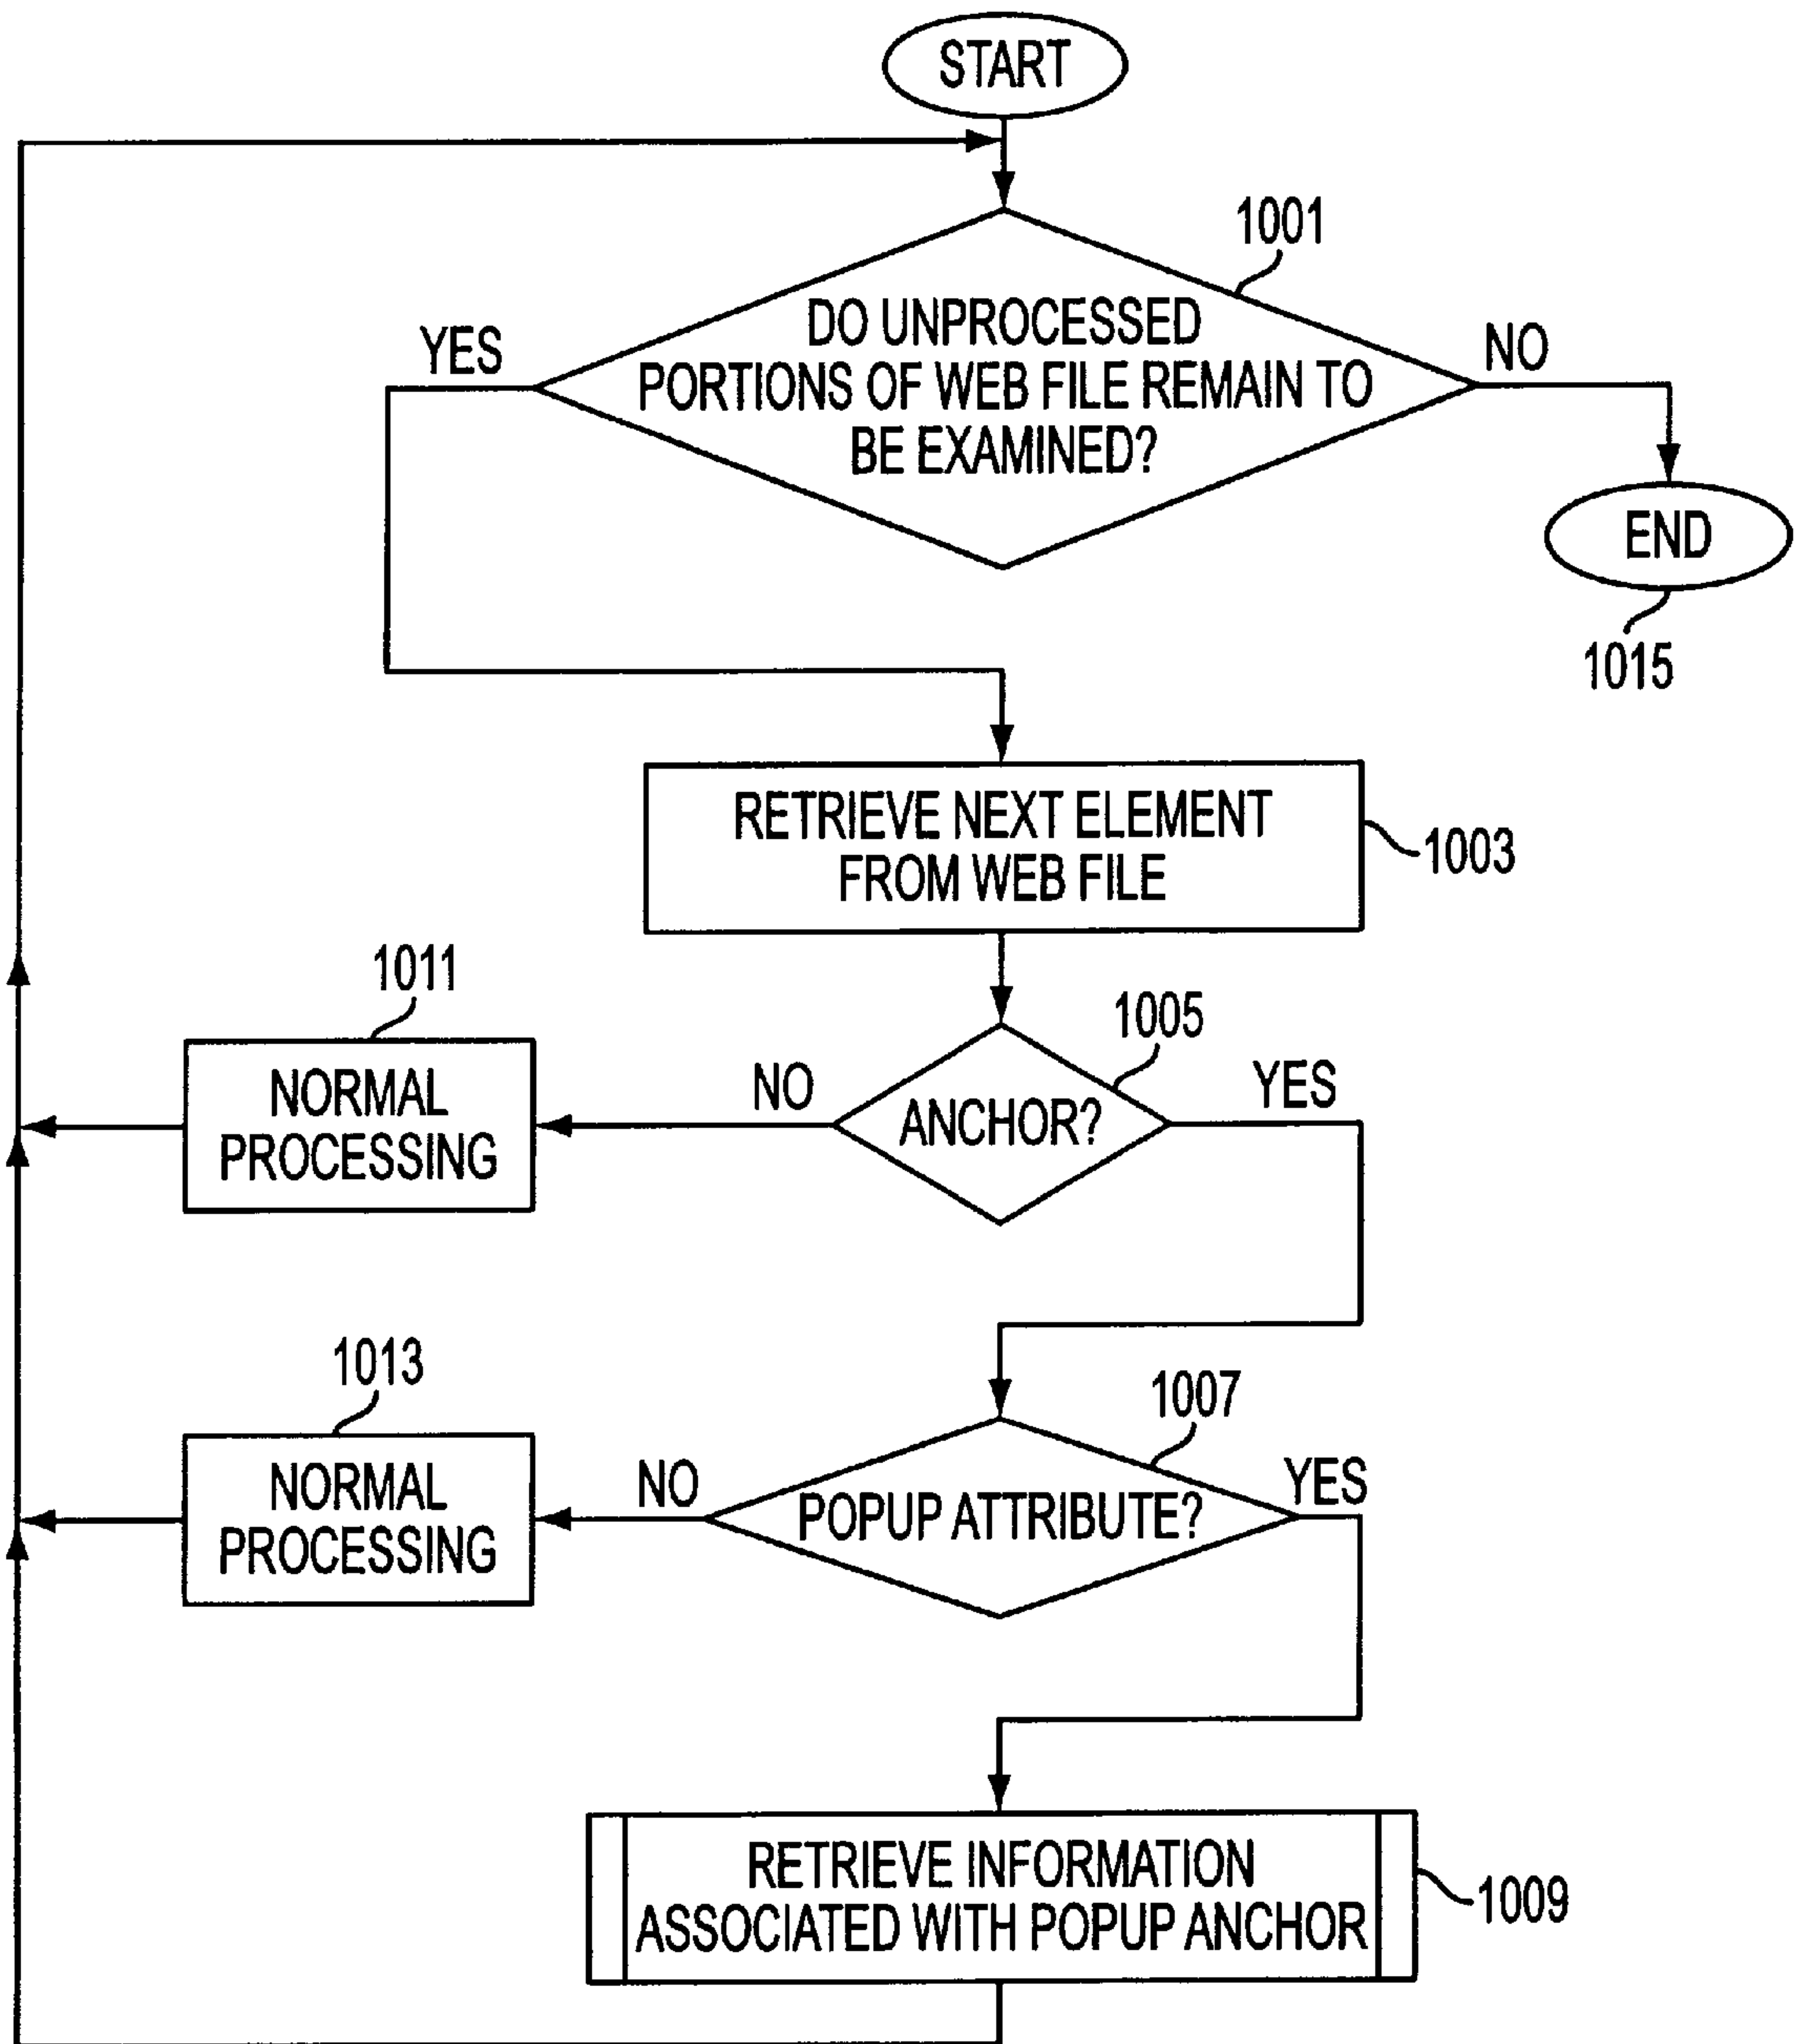 START
1001
DO UNPROCESSED
PORTIONS OF WEB FILE REMAIN TO
BE EXAMINED?
YES
NO
END
1015
RETRIEVE NEXT ELEMENT
FROM WEB FILE
1003
1011
NORMAL
PROCESSING
NO
1005
ANCHOR?
YES
1013
NORMAL
PROCESSING
NO
1007
POPUP ATTRIBUTE?
YES
RETRIEVE INFORMATION
ASSOCIATED WITH POPUP ANCHOR
1009